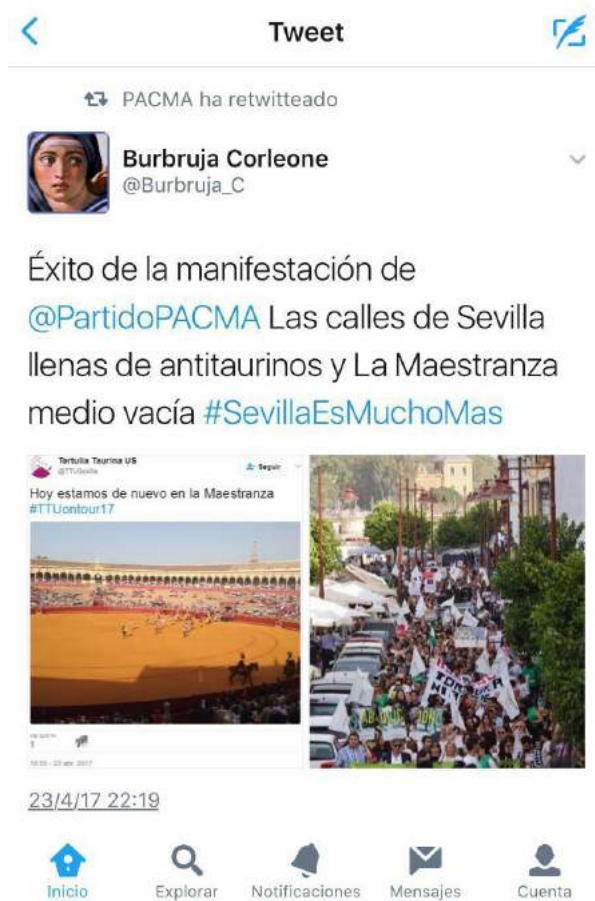 Tweet
PACMA ha retwitteado
Burbruja Corleone
@Burbruja_C
Éxito de la manifestación de
@PartidoPACMA Las calles de Sevilla
llenas de antitaurinos y La Maestranza
medio vacía #SevillaEsMuchoMas
Tertulia Taurina US
Seguir
Hoy estamos de nuevo en la Maestranza
#TTUontour17
1
23/4/17 22:19
Inicio
Explorar
Notificaciones
Mensajes
Cuenta